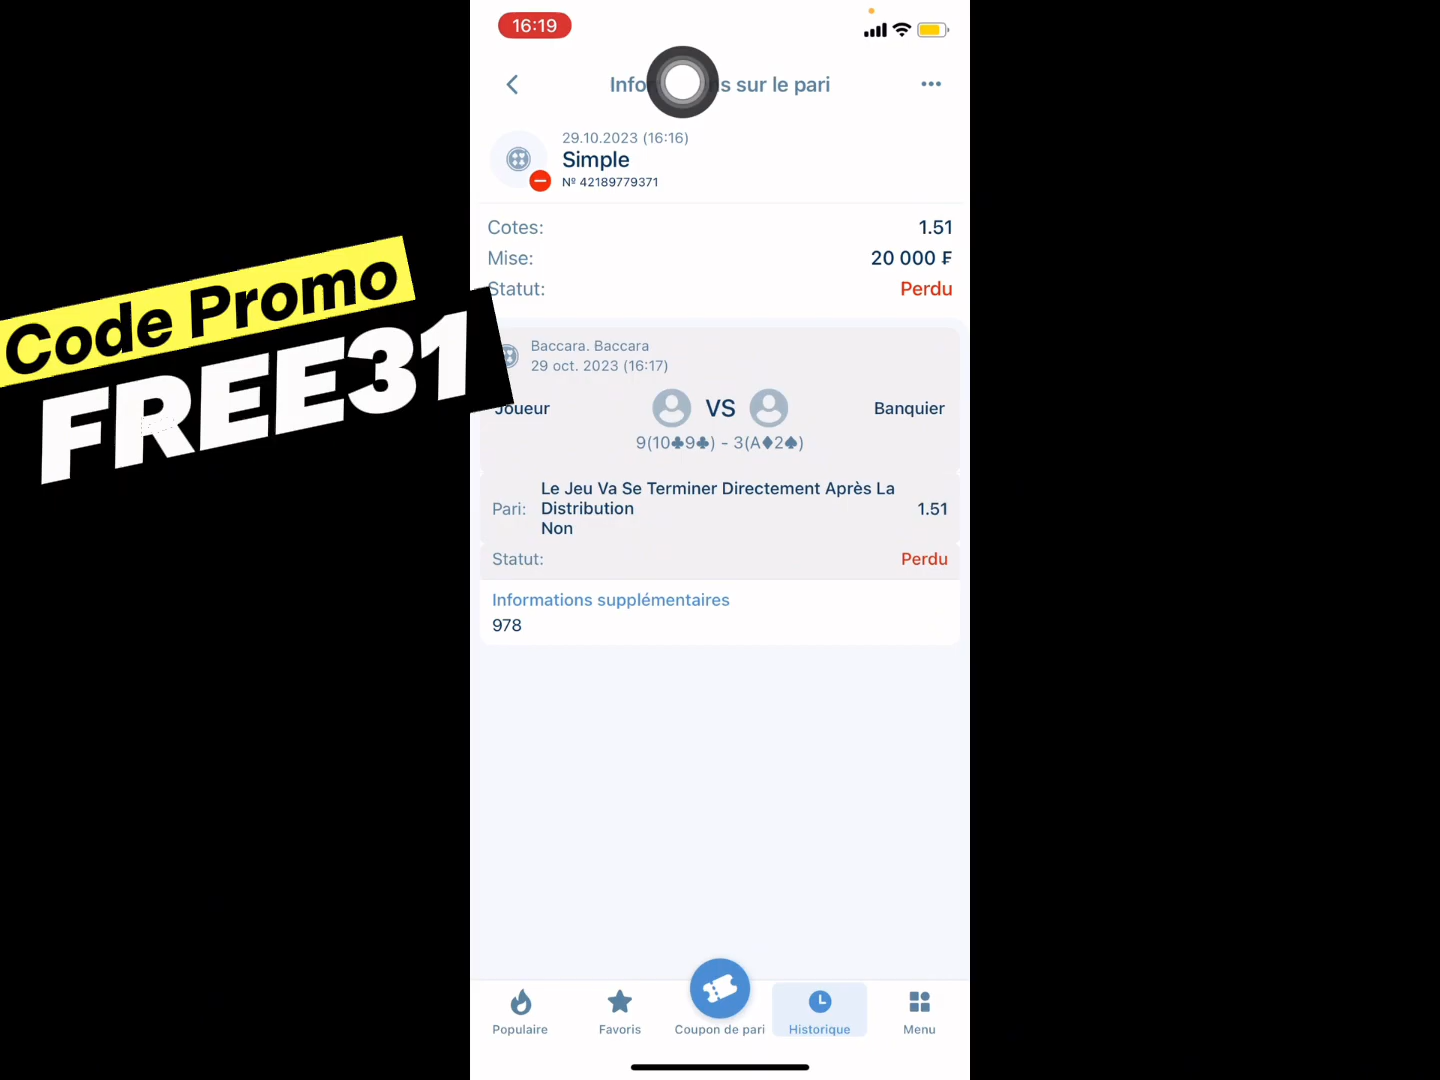 16:19
Info s sur le pari
29.10.2023 (16:16)
Simple
Nº 42189779371
Cotes: 1.51
Mise: 20 000 ₣
Statut: Perdu
Code Promo
FREE31
Baccara. Baccara
29 oct. 2023 (16:17)
Joueur VS Banquier
9(10♣9♣) - 3(A♦2♠)
Le Jeu Va Se Terminer Directement Après La
Pari: Distribution 1.51
Non
Statut: Perdu
Informations supplémentaires
978
Populaire Favoris Coupon de pari Historique Menu